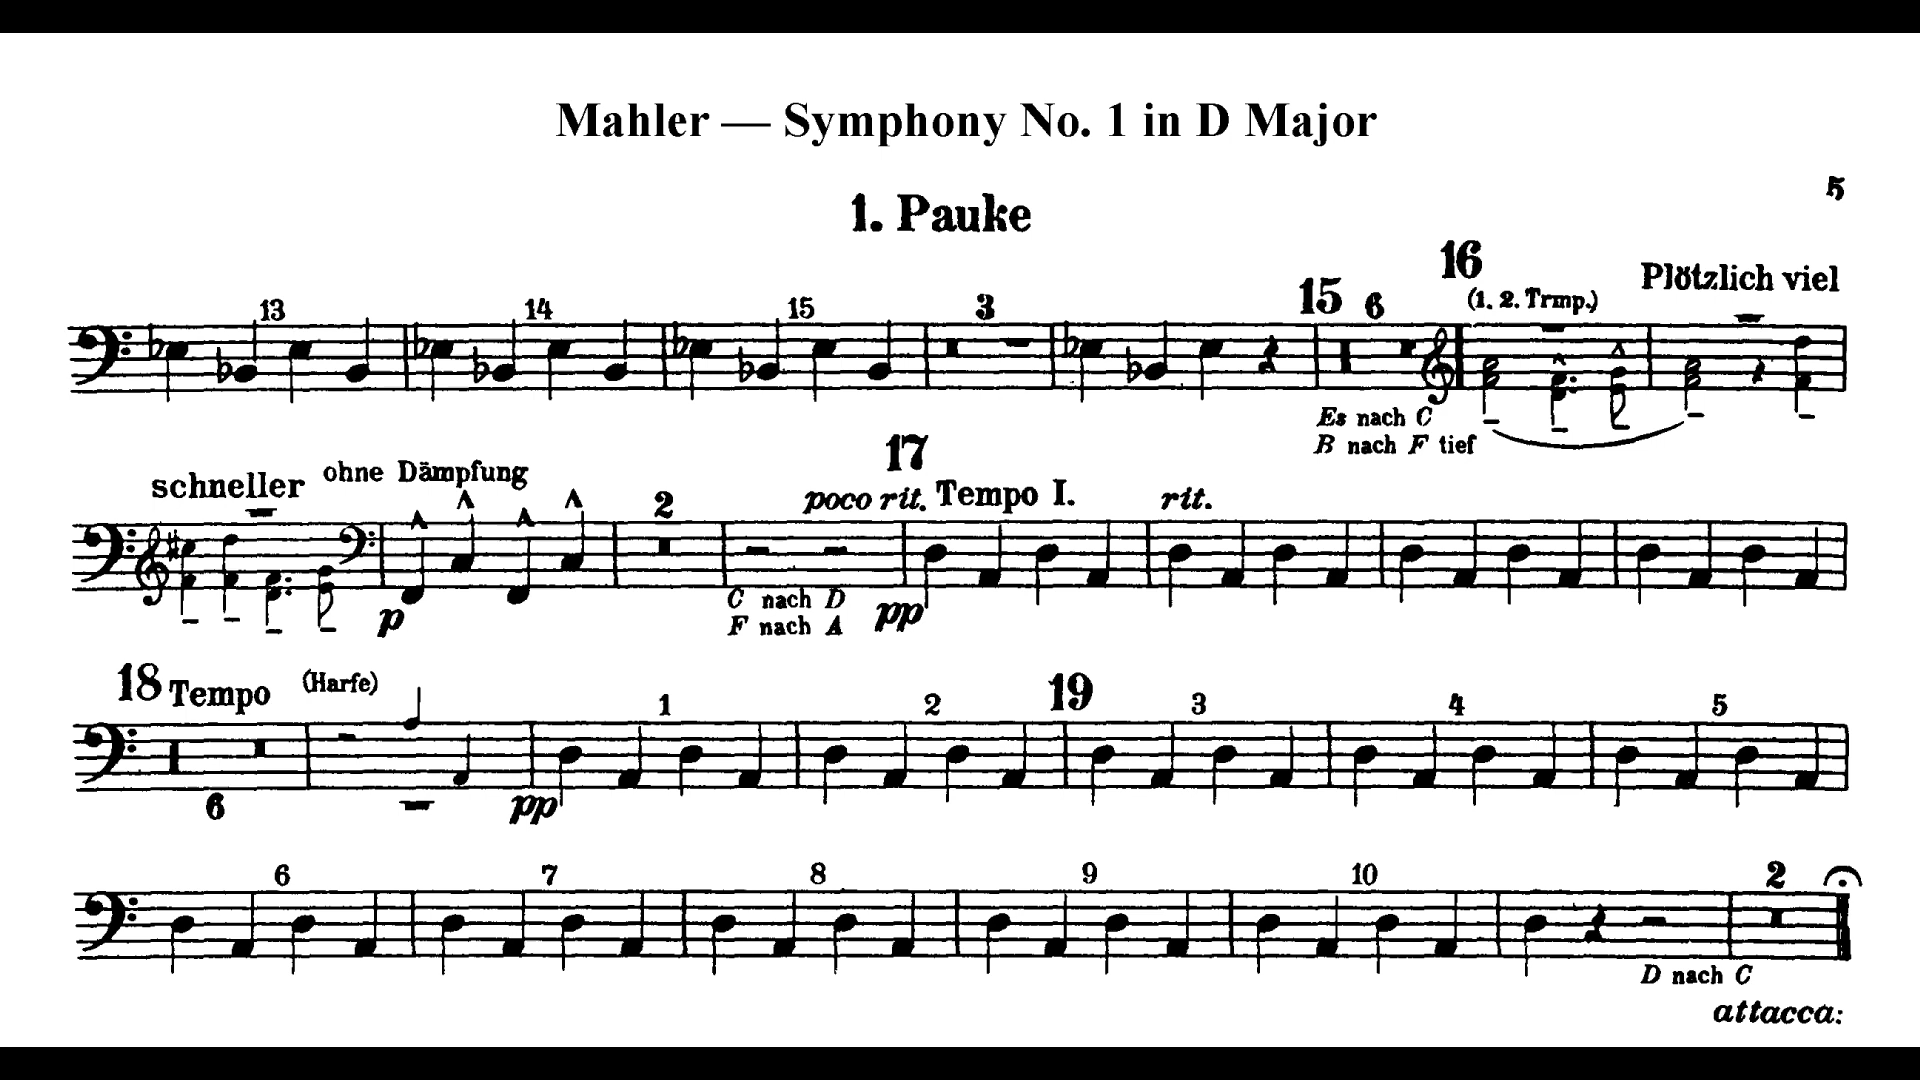 Mahler — Symphony No. 1 in D Major
5
1. Pauke
13 14 15 3 15 6 16 (1. 2. Trmp.) Plötzlich viel
Es nach C
B nach F tief
schneller ohne Dämpfung 2 poco rit. 17 Tempo I. rit.
p C nach D pp
F nach A
18 Tempo (Harfe) 1 2 19 3 4 5
6 pp
6 7 8 9 10 2
D nach C
attacca: